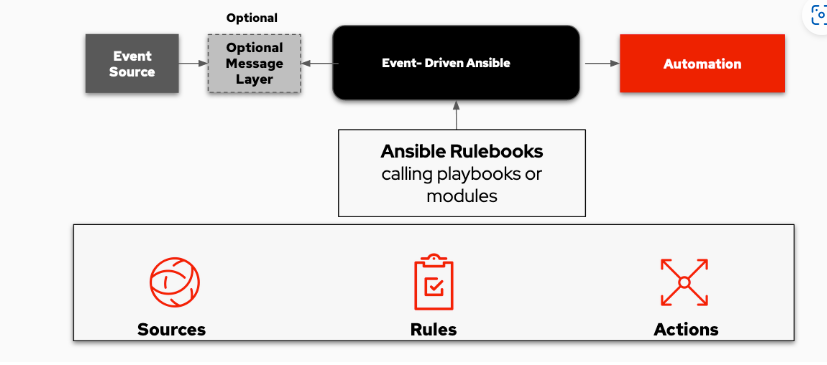 Optional
Event
Source
Optional
Message
Layer
Event- Driven Ansible
Automation
Ansible Rulebooks
calling playbooks or
modules
Sources
Rules
Actions